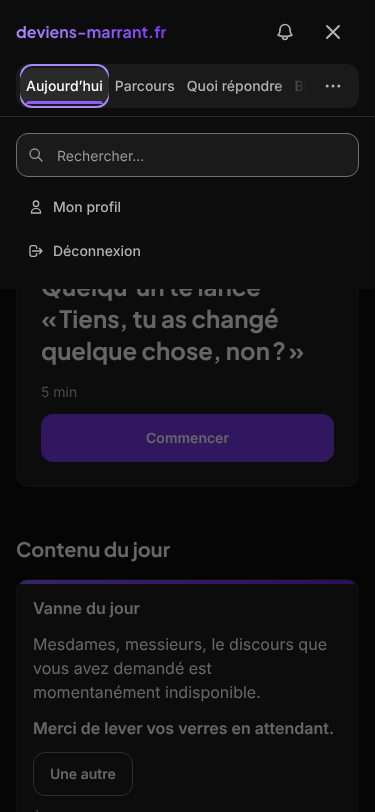 deviens-marrant.fr
Aujourd’hui Parcours Quoi répondre
Rechercher...
Mon profil
Déconnexion
Quelqu’un te lance
« Tiens, tu as changé
quelque chose, non ? »
5 min
Commencer
Contenu du jour
Vanne du jour
Mesdames, messieurs, le discours que
vous avez demandé est
momentanément indisponible.
Merci de lever vos verres en attendant.
Une autre